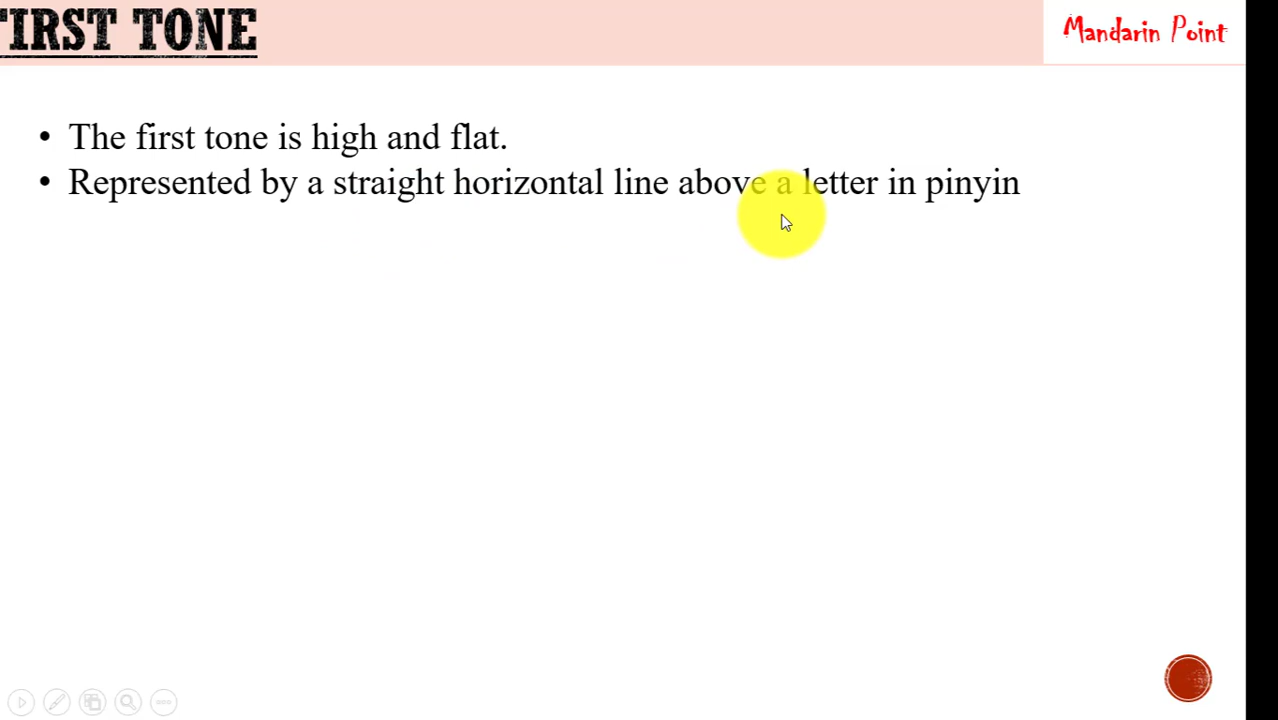 FIRST TONE
Mandarin Point
• The first tone is high and flat.
• Represented by a straight horizontal line above a letter in pinyin